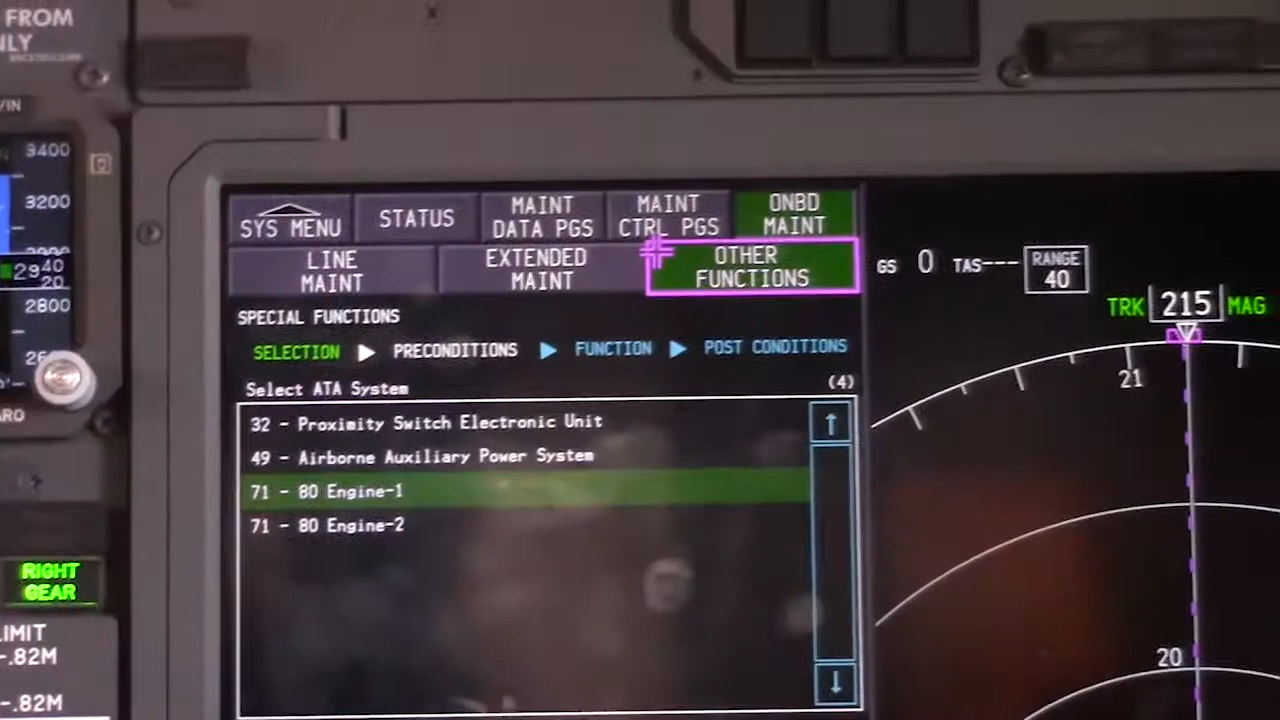 FROM
NLY
/IN
3400
3200
2800
ARO
RIGHT
GEAR
IMIT
-.82M
-.82M
SYS MENU
STATUS
MAINT
DATA PGS
MAINT
CTRL PGS
ONBD
MAINT
LINE
MAINT
EXTENDED
MAINT
OTHER
FUNCTIONS
SPECIAL FUNCTIONS
SELECTION PRECONDITIONS FUNCTION POST CONDITIONS
Select ATA System (4)
32 - Proximity Switch Electronic Unit
49 - Airborne Auxiliary Power System
71 - 80 Engine-1
71 - 80 Engine-2
GS 0 TAS---
RANGE
40
TRK 215 MAG
21
20